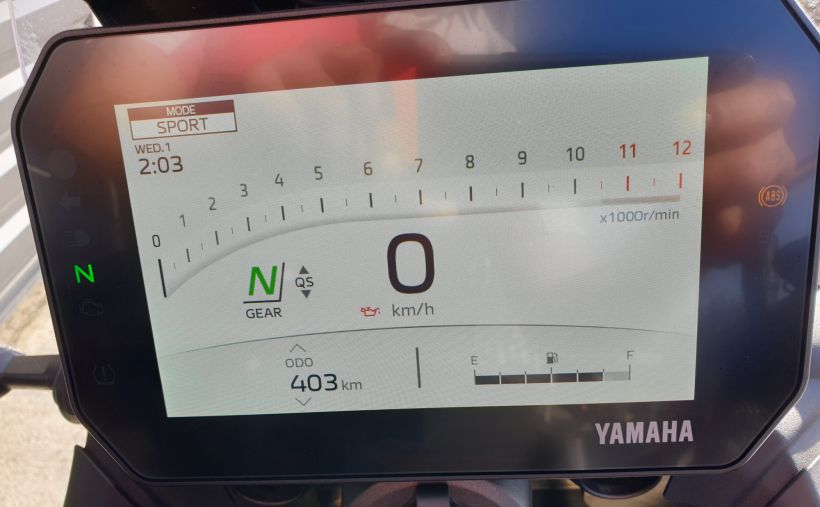 MODE
SPORT
WED.1
2:03
0 1 2 3 4 5 6 7 8 9 10 11 12
x1000r/min
ABS
N
N QS
GEAR
0
km/h
ODO
403 km
E F
YAMAHA